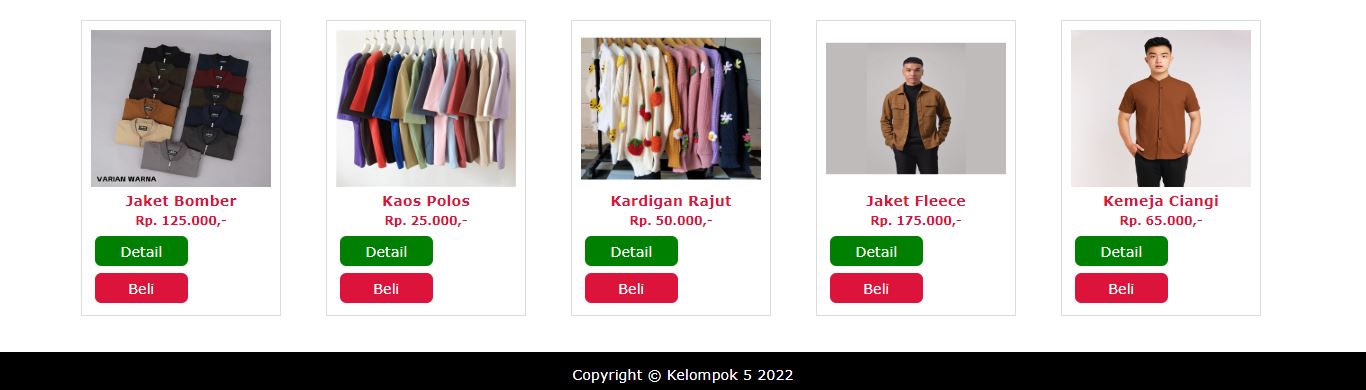 VARIAN WARNA
Jaket Bomber
Rp. 125.000,-
Detail
Beli
Kaos Polos
Rp. 25.000,-
Detail
Beli
Kardigan Rajut
Rp. 50.000,-
Detail
Beli
Jaket Fleece
Rp. 175.000,-
Detail
Beli
Kemeja Ciangi
Rp. 65.000,-
Detail
Beli
Copyright © Kelompok 5 2022